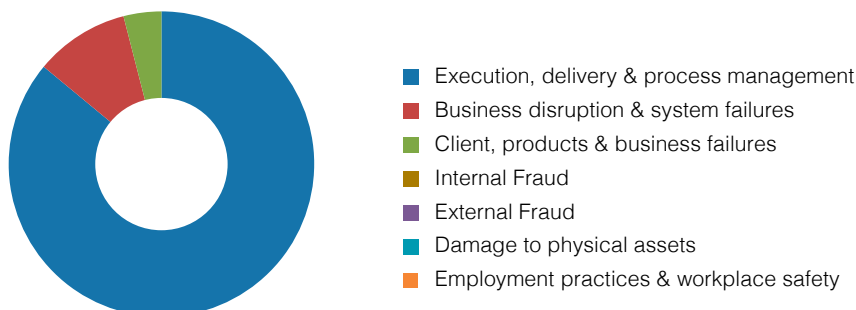 Execution, delivery & process management
Business disruption & system failures
Client, products & business failures
Internal Fraud
External Fraud
Damage to physical assets
Employment practices & workplace safety